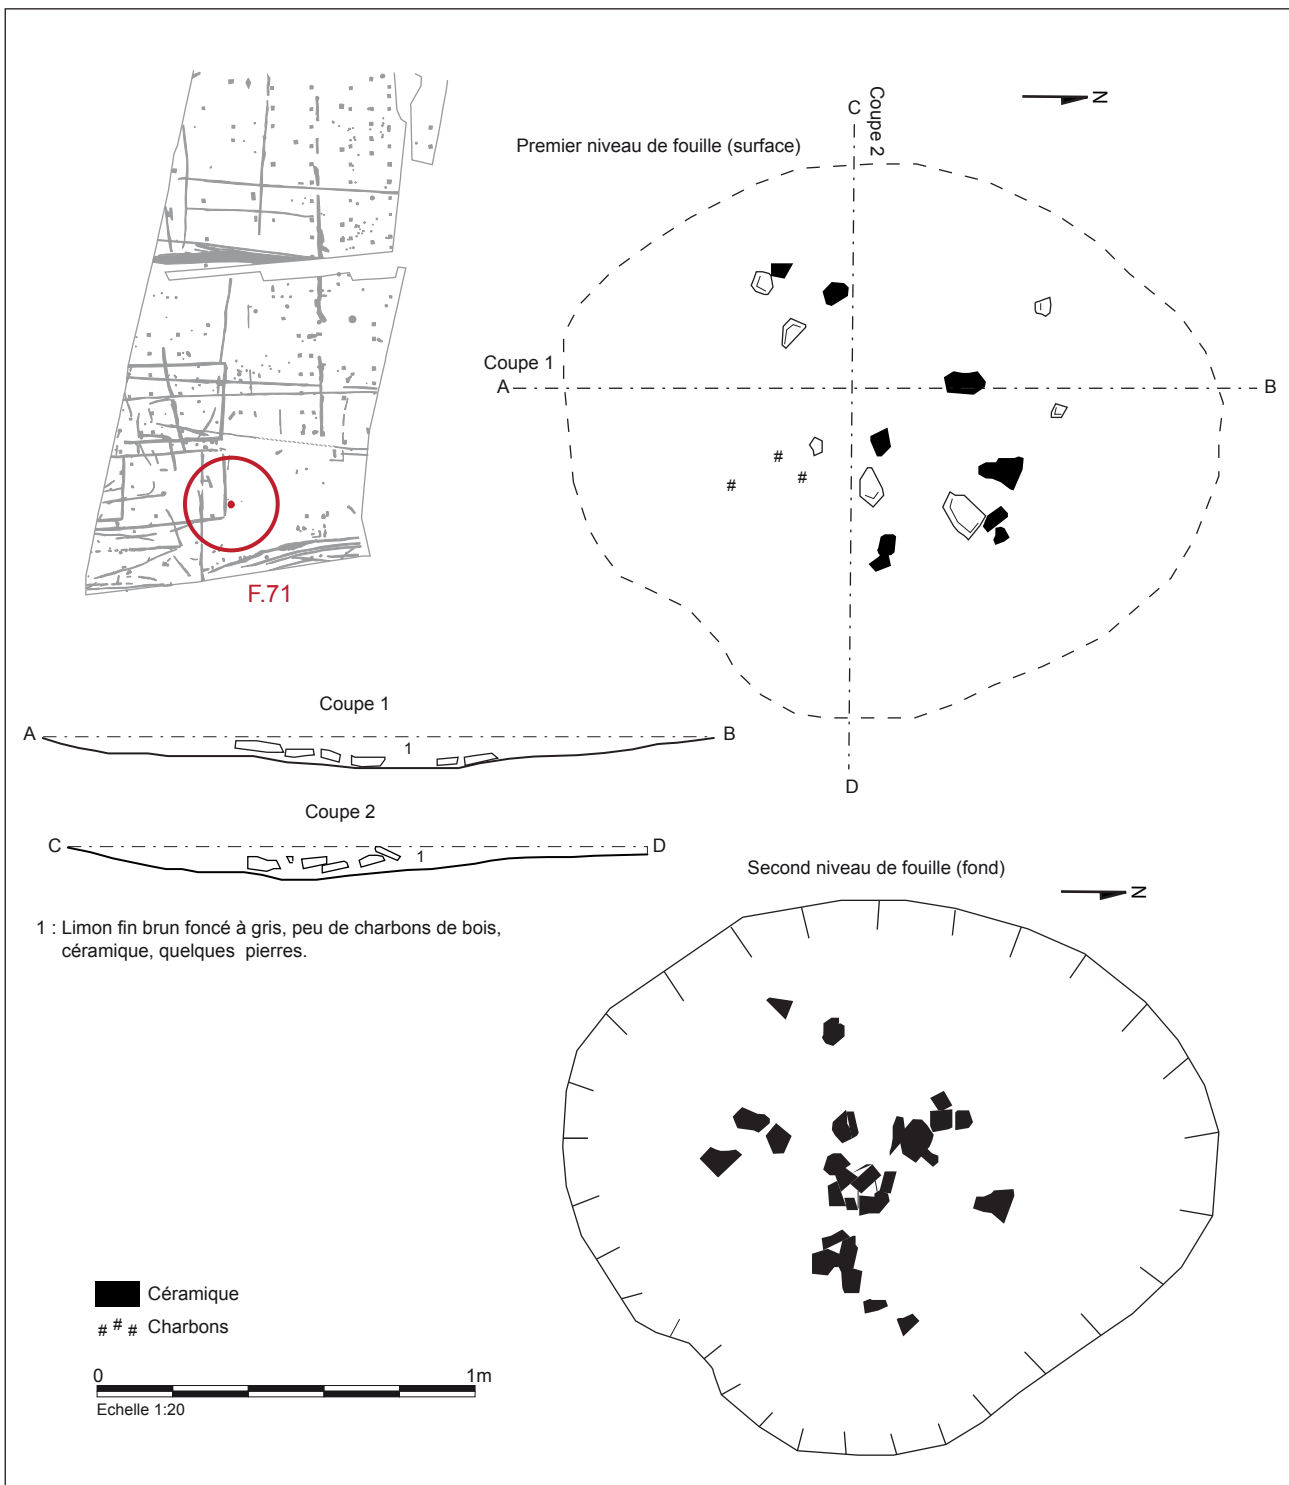 C
Coupe 2
N
Premier niveau de fouille (surface)
Coupe 1
A
B
# # #
D
F.71
Coupe 1
A
B
1
Coupe 2
C
D
1
1 : Limon fin brun foncé à gris, peu de charbons de bois,
céramique, quelques pierres.
Second niveau de fouille (fond)
N
Céramique
# # # Charbons
0 1m
Echelle 1:20